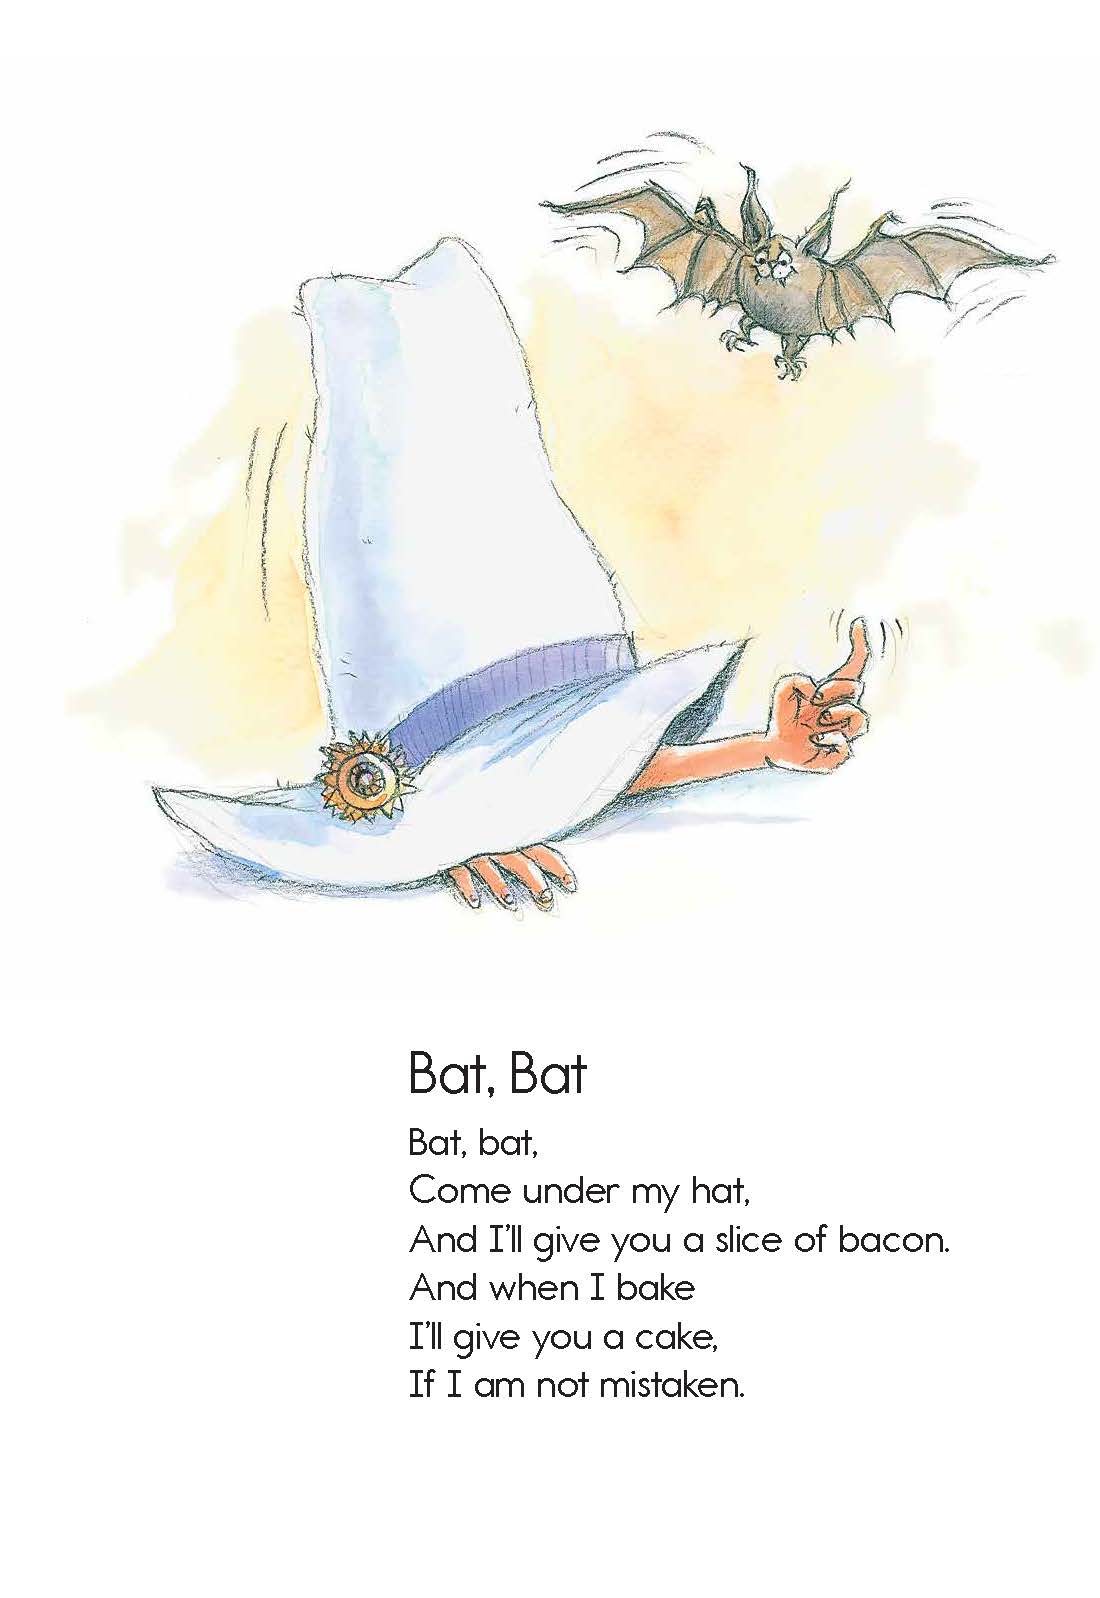 Bat, Bat
Bat, bat,
Come under my hat,
And I'll give you a slice of bacon.
And when I bake
I'll give you a cake,
If I am not mistaken.